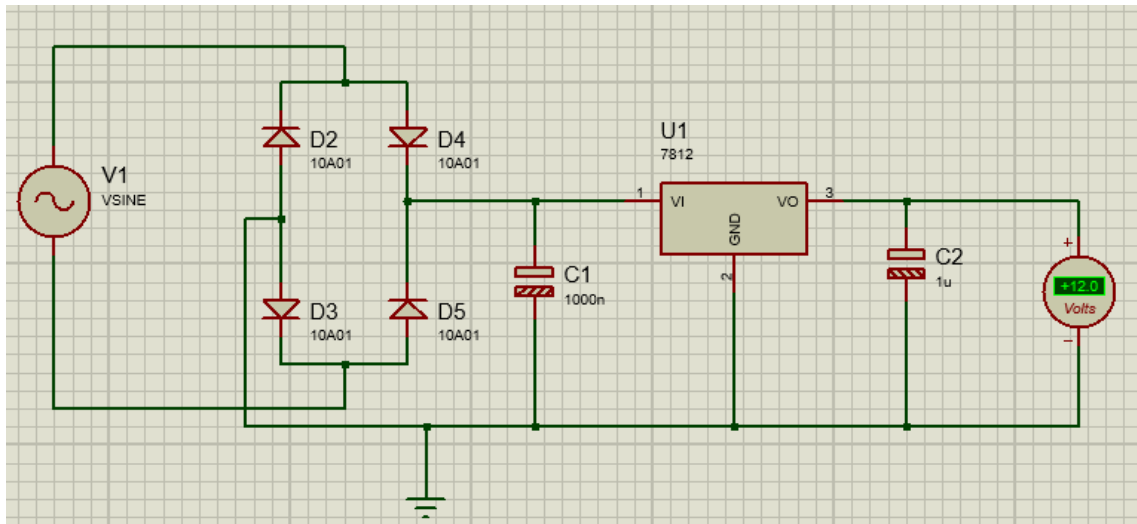 V1
VSINE
D2
10A01
D4
10A01
D3
10A01
D5
10A01
C1
1000n
U1
7812
1
VI
VO
3
GND
2
C2
1u
+
+12.0
Volts
−